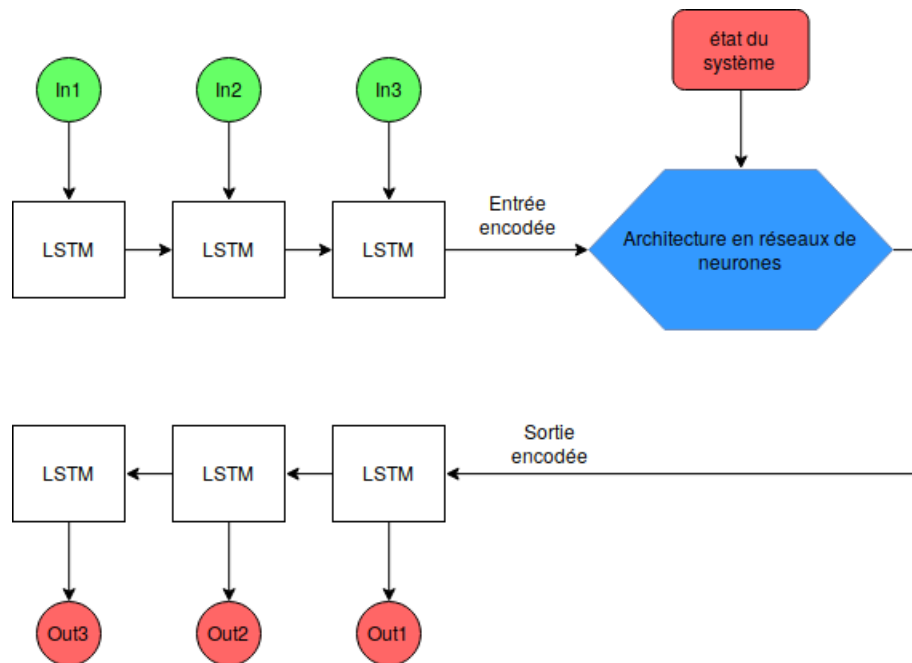 état du
système
In1
In2
In3
LSTM
LSTM
LSTM
Entrée
encodée
Architecture en réseaux de
neurones
LSTM
LSTM
LSTM
Sortie
encodée
Out3
Out2
Out1